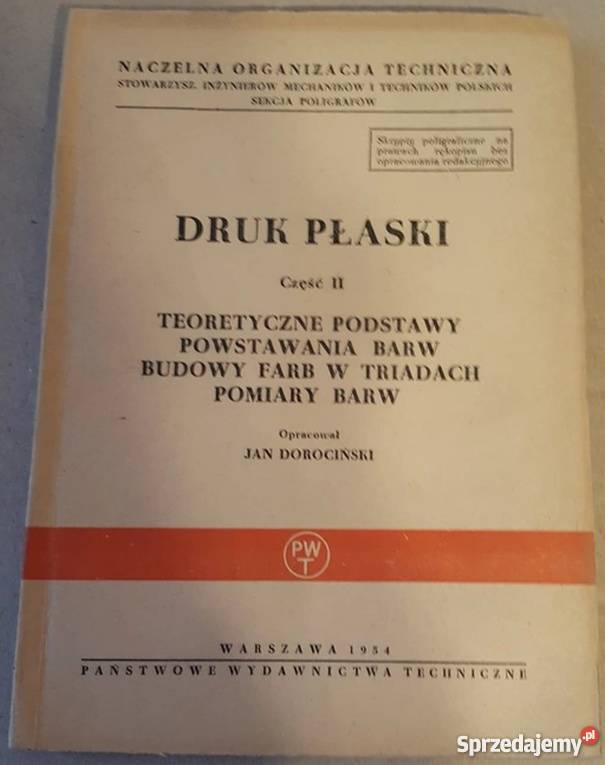 NACZELNA ORGANIZACJA TECHNICZNA
STOWARZYSZ. INŻYNIERÓW MECHANIKÓW I TECHNIKÓW POLSKICH
SEKCJA POLIGRAFÓW
Skrypty poligraficzne na
prawach rękopisu bez
opracowania redakcyjnego
DRUK PŁASKI
Część II
TEORETYCZNE PODSTAWY
POWSTAWANIA BARW
BUDOWY FARB W TRIADACH
POMIARY BARW
Opracował
JAN DOROCIŃSKI
PW
T
WARSZAWA 1954
PAŃSTWOWE WYDAWNICTWA TECHNICZNE
Sprzedajemy.pl